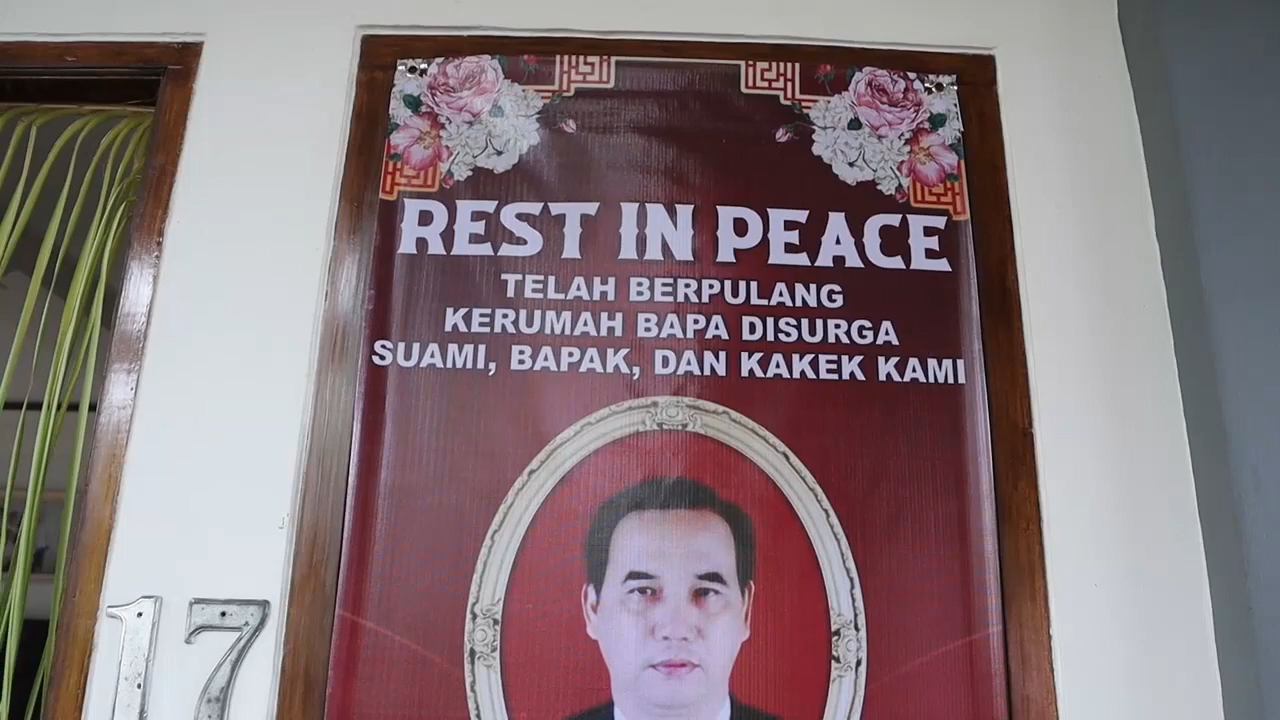 REST IN PEACE
TELAH BERPULANG
KERUMAH BAPA DISURGA
SUAMI, BAPAK, DAN KAKEK KAMI
17